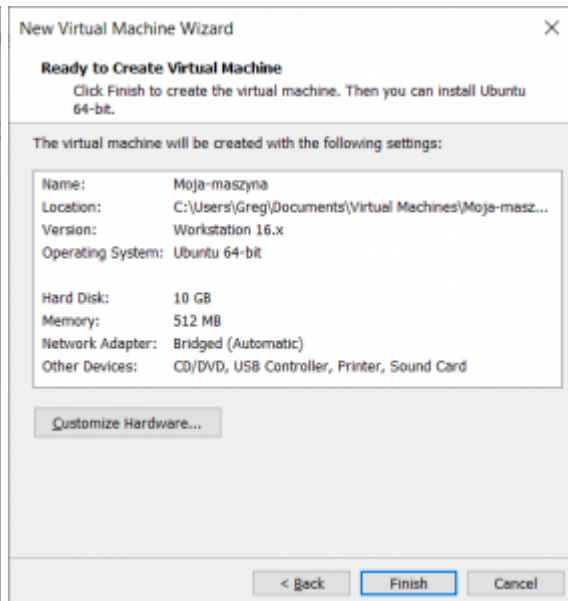 New Virtual Machine Wizard
Ready to Create Virtual Machine
Click Finish to create the virtual machine. Then you can install Ubuntu
64-bit.
The virtual machine will be created with the following settings:
Name: Moja-maszyna
Location: C:\Users\Greg\Documents\Virtual Machines\Moja-masz...
Version: Workstation 16.x
Operating System: Ubuntu 64-bit
Hard Disk: 10 GB
Memory: 512 MB
Network Adapter: Bridged (Automatic)
Other Devices: CD/DVD, USB Controller, Printer, Sound Card
Customize Hardware...
< Back Finish Cancel